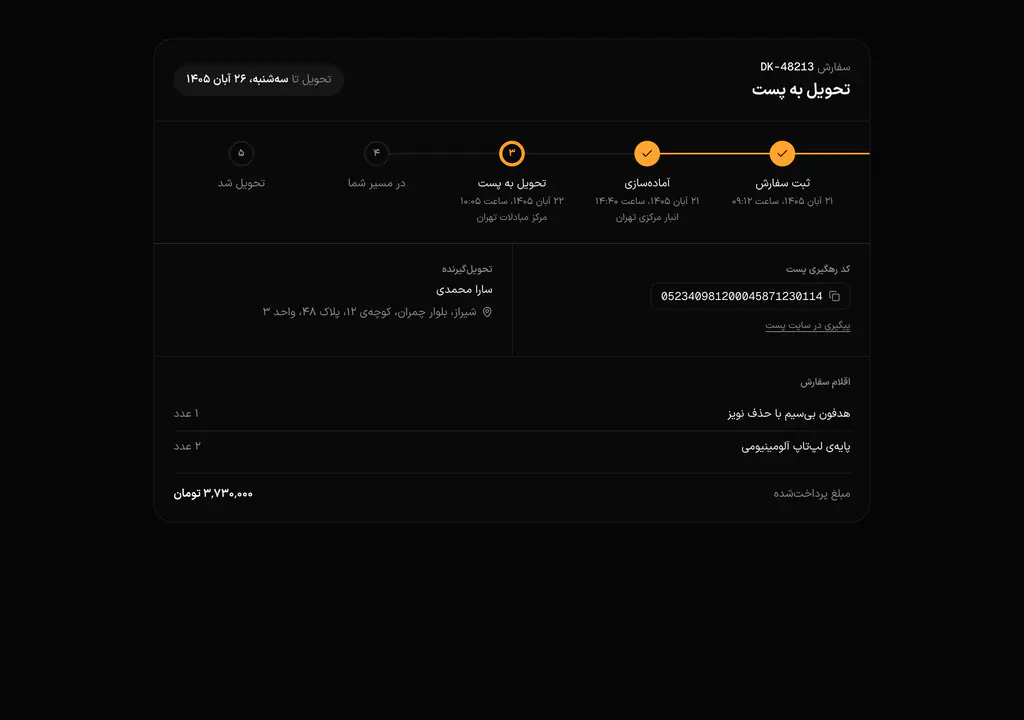 سفارش DK-48213
تحویل به پست
تحویل تا سه‌شنبه، ۲۶ آبان ۱۴۰۵
ثبت سفارش
۲۱ آبان ۱۴۰۵، ساعت ۰۹:۱۲
آماده‌سازی
۲۱ آبان ۱۴۰۵، ساعت ۱۴:۴۰
انبار مرکزی تهران
۳
تحویل به پست
۲۲ آبان ۱۴۰۵، ساعت ۱۰:۰۵
مرکز مبادلات تهران
۴
در مسیر شما
۵
تحویل شد
کد رهگیری پست
052340981200045871230114
پیگیری در سایت پست
تحویل‌گیرنده
سارا محمدی
شیراز، بلوار چمران، کوچه‌ی ۱۲، پلاک ۴۸، واحد ۳
اقلام سفارش
هدفون بی‌سیم با حذف نویز ۱ عدد
پایه‌ی لپ‌تاپ آلومینیومی ۲ عدد
مبلغ پرداخت‌شده ۳٬۷۳۰٬۰۰۰ تومان